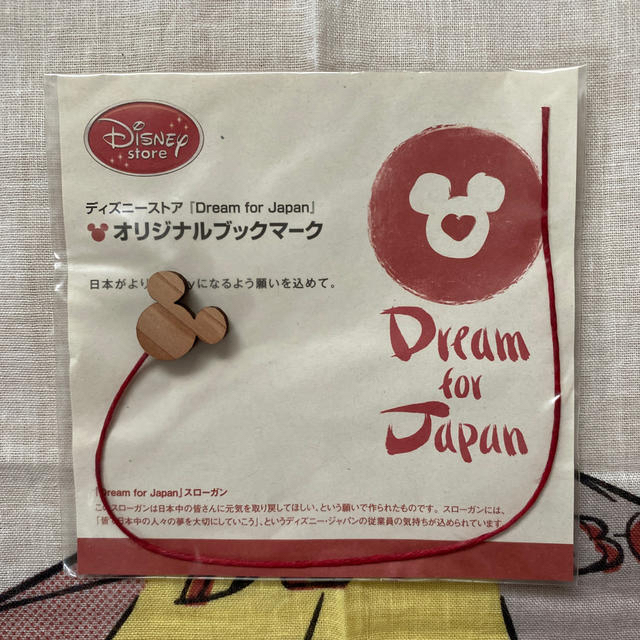 DISNEY
store
ディズニーストア『Dream for Japan』
オリジナルブックマーク
日本がより yになるよう願いを込めて。
Dream
for
Japan
「Dream for Japan」スローガン
このスローガンは日本中の皆さんに元気を取り戻してほしい、という願いで作られたものです。スローガンには、
「皆で日本中の人々の夢を大切にしていこう」、というディズニー・ジャパンの従業員の気持ちが込められています。